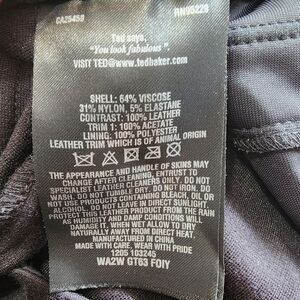 CA25450 RN95229
Ted says,
"You look fabulous".
VISIT TED@www.tedbaker.com
SHELL: 64% VISCOSE
31% NYLON, 5% ELASTANE
CONTRAST: 100% LEATHER
TRIM 1: 100% ACETATE
LINING: 100% POLYESTER
LEATHER TRIM WHICH IS OF ANIMAL ORIGIN
THE APPEARANCE AND HANDLE OF SKINS MAY
CHANGE AFTER CLEANING, ENTRUST TO
SPECIALIST LEATHER CLEANERS ONLY. DO NOT
WASH. DO NOT TUMBLE DRY. DO NOT IRON. DO
NOT USE PRODUCTS CONTAINING BLEACH, OIL OR
WAX. DO NOT LEAVE IN DIRECT SUNLIGHT.
PROTECT THIS LEATHER PRODUCT FROM THE RAIN
AS HUMIDITY AND DAMP CONDITIONS WILL
DAMAGE IT, WHEN WET ALLOW TO DRY
NATURALLY AWAY FROM DIRECT HEAT.
MANUFACTURED IN CHINA
MADE WITH CARE, WEAR WITH PRIDE
1205 103245
WA2W GT63 FOIY